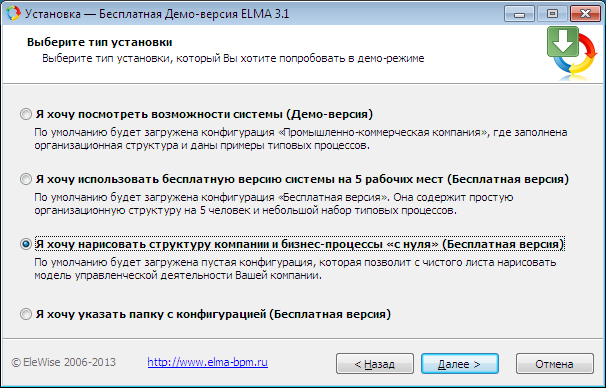 Установка — Бесплатная Демо-версия ELMA 3.1
Выберите тип установки
Выберите тип установки, который Вы хотите попробовать в демо-режиме
Я хочу посмотреть возможности системы (Демо-версия)
По умолчанию будет загружена конфигурация «Промышленно-коммерческая компания», где заполнена
организационная структура и даны примеры типовых процессов.
Я хочу использовать бесплатную версию системы на 5 рабочих мест (Бесплатная версия)
По умолчанию будет загружена конфигурация «Бесплатная версия». Она содержит простую
организационную структуру на 5 человек и небольшой набор типовых процессов.
Я хочу нарисовать структуру компании и бизнес-процессы «с нуля» (Бесплатная версия)
По умолчанию будет загружена пустая конфигурация, которая позволит с чистого листа нарисовать
модель управленческой деятельности Вашей компании.
Я хочу указать папку с конфигурацией (Бесплатная версия)
© EleWise 2006-2013 http://www.elma-bpm.ru < Назад Далее > Отмена